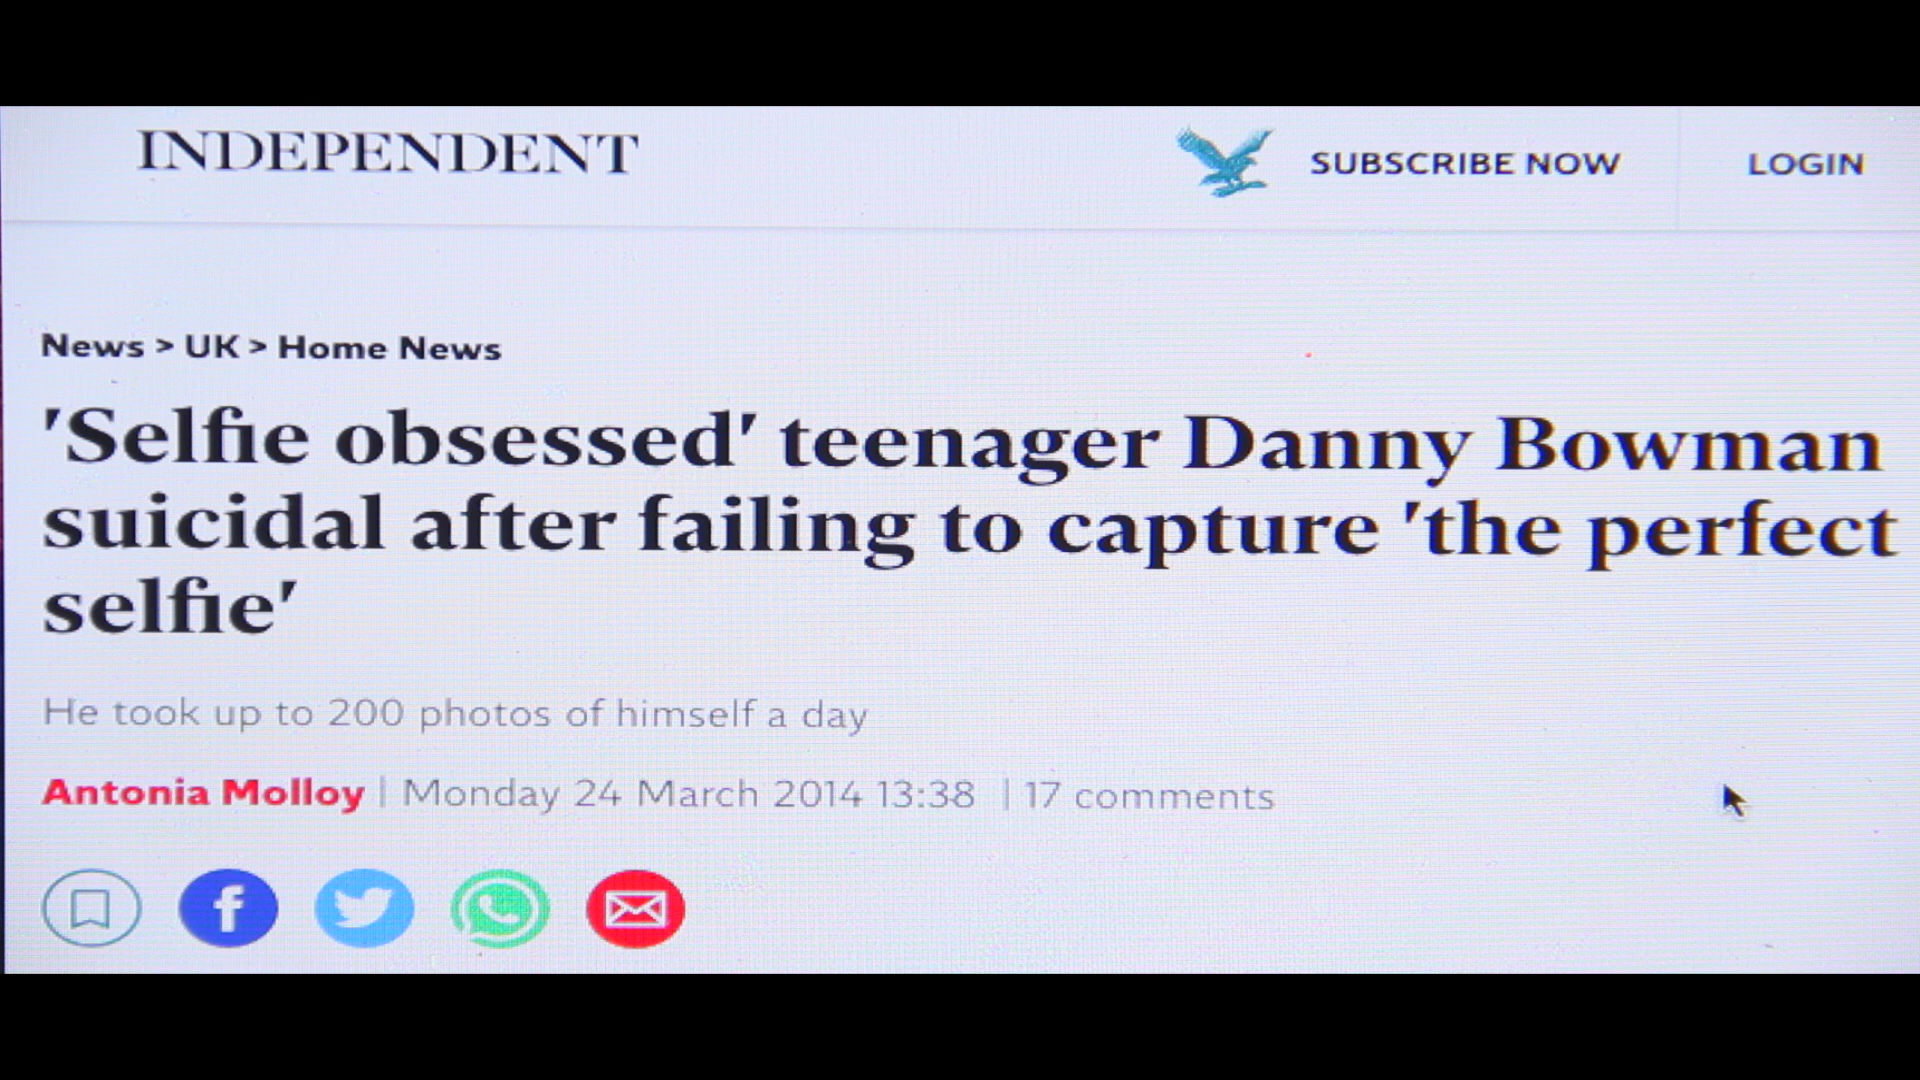 INDEPENDENT
SUBSCRIBE NOW
LOGIN
News > UK > Home News
'Selfie obsessed' teenager Danny Bowman
suicidal after failing to capture 'the perfect
selfie'
He took up to 200 photos of himself a day
Antonia Molloy | Monday 24 March 2014 13:38 | 17 comments